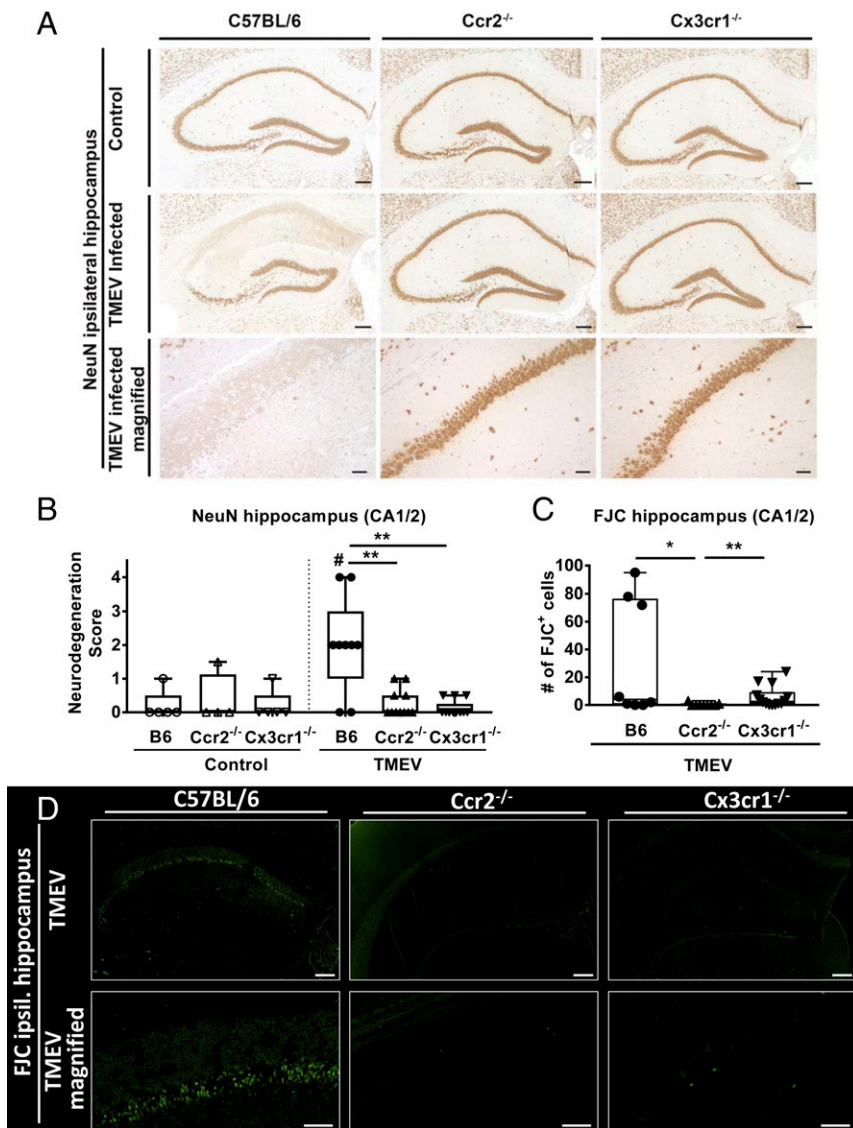 A
C57BL/6 Ccr2-/- Cx3cr1-/-
NeuN ipsilateral hippocampus
Control
TMEV Infected
TMEV infected
magnified
B
NeuN hippocampus (CA1/2)
Neurodegeneration
Score
4
3
2
1
0
#
**
**
B6 Ccr2-/- Cx3cr1-/- B6 Ccr2-/- Cx3cr1-/-
Control TMEV
C
FJC hippocampus (CA1/2)
# of FJC+ cells
100
80
60
40
20
0
* **
B6 Ccr2-/- Cx3cr1-/-
TMEV
D
C57BL/6 Ccr2-/- Cx3cr1-/-
FJC ipsil. hippocampus
TMEV
TMEV
magnified